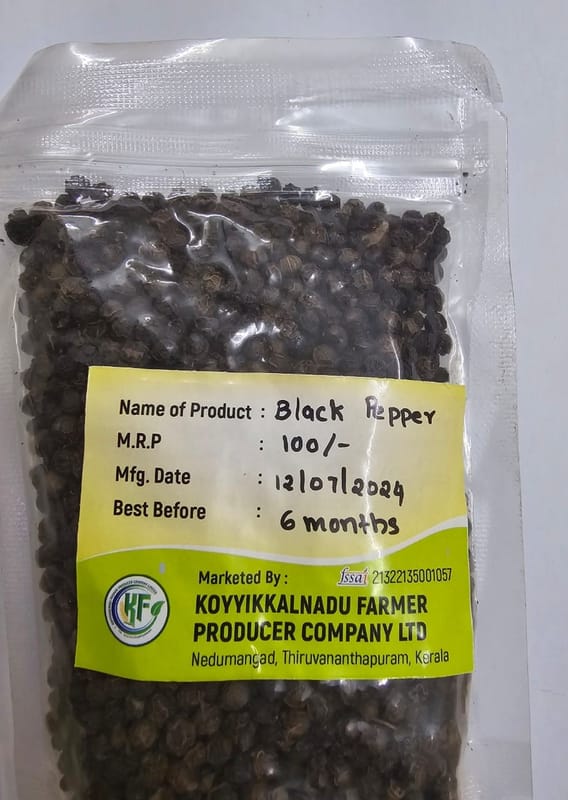 Name of Product : Black Pepper
M.R.P : 100/-
Mfg. Date : 12/07/2024
Best Before : 6 months
Marketed By :
fssai 21322135001057
KOYYIKKALNADU FARMER
PRODUCER COMPANY LTD
Nedumangad, Thiruvananthapuram, Kerala
KF